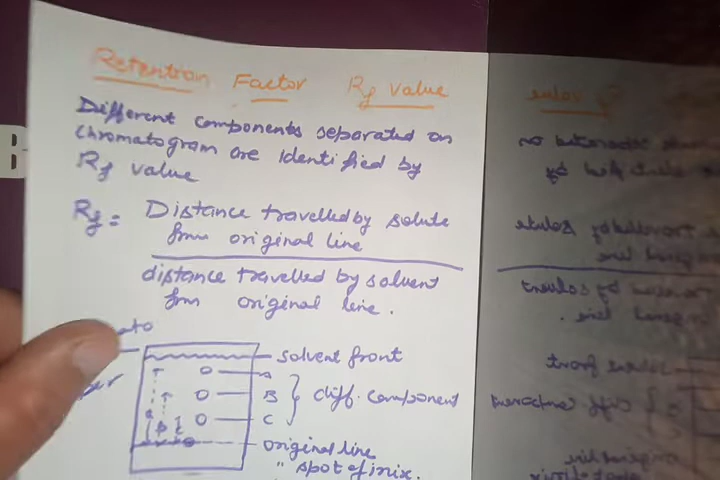 Retention Factor Rf value
Different components separated on
chromatogram are identified by
Rf value
Rf = Distance travelled by solute
from original line
distance travelled by solvent
from original line.
solvent front
A
B diff. component
C
original line
" spot of mix.